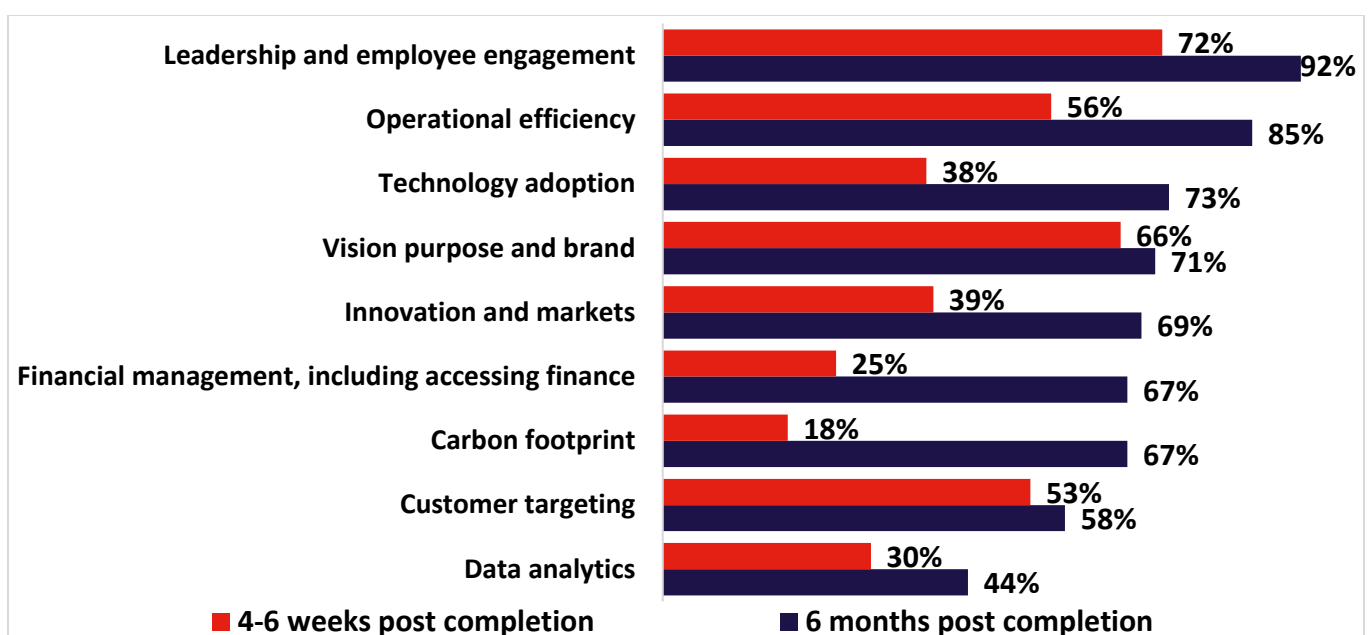 Leadership and employee engagement
72%
92%
Operational efficiency
56%
85%
Technology adoption
38%
73%
Vision purpose and brand
66%
71%
Innovation and markets
39%
69%
Financial management, including accessing finance
25%
67%
Carbon footprint
18%
67%
Customer targeting
53%
58%
Data analytics
30%
44%
4-6 weeks post completion
6 months post completion